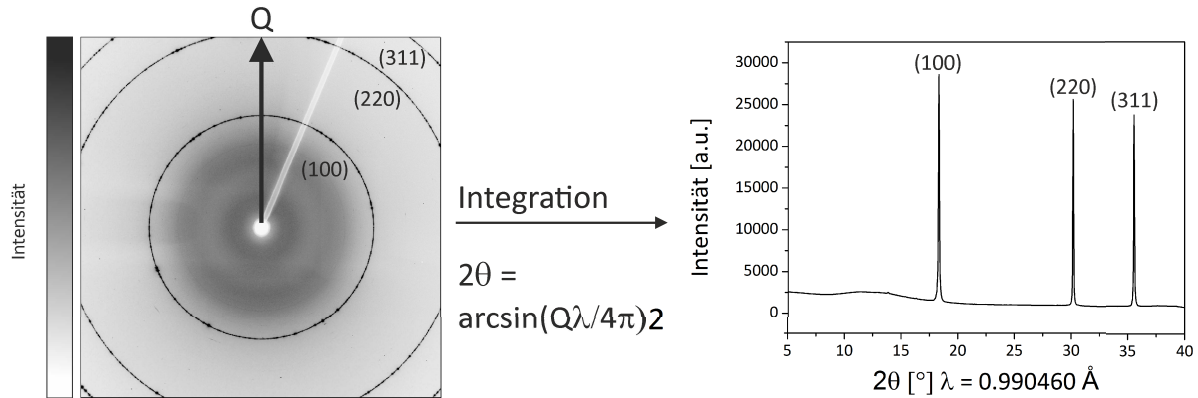 Q
(311)
(220)
(100)
Intensität
Integration
2θ =
arcsin(Qλ/4π)2
Intensität [a.u.]
30000
25000
20000
15000
10000
5000
0
(100)
(220)
(311)
5 10 15 20 25 30 35 40
2θ [°] λ = 0.990460 Å